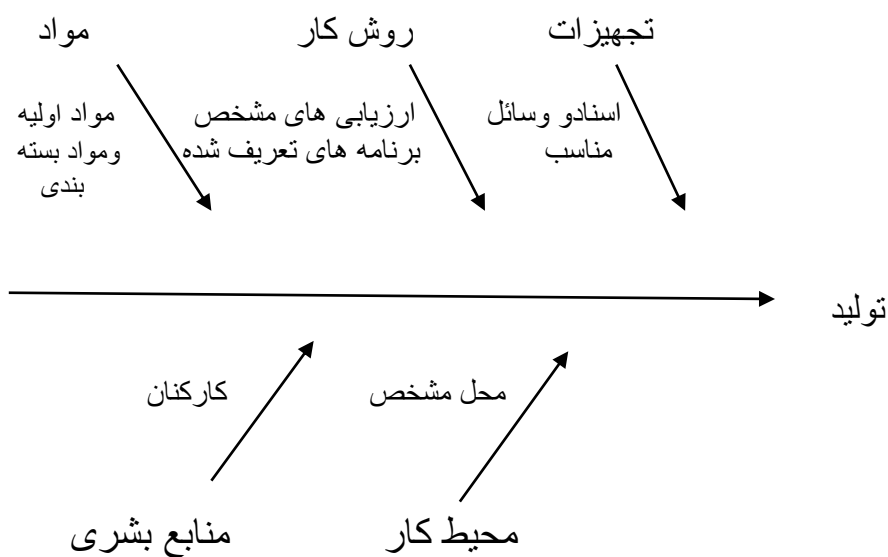 تجهیزات
روش کار
مواد
اسنادو وسائل
مناسب
ارزیابی های مشخص
برنامه های تعریف شده
مواد اولیه
ومواد بسته
بندی
تولید
محل مشخص
کارکنان
محیط کار
منابع بشری